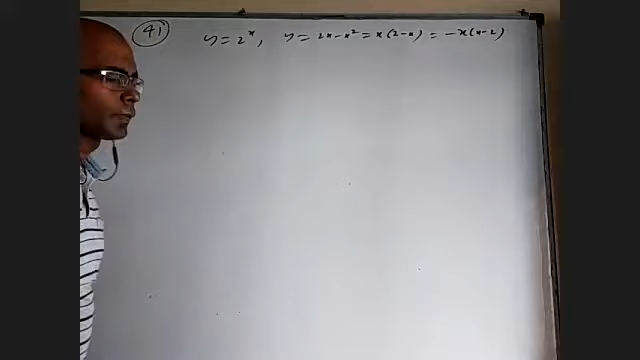 41 y = 2^x, y = 2x - x² = x(2-x) = -x(x-2)